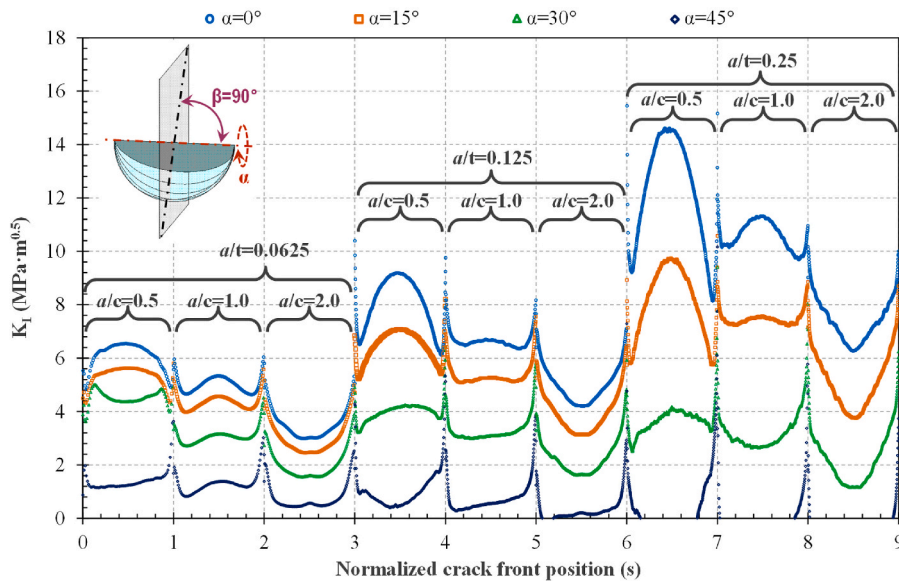 α=0° α=15° α=30° α=45°
18
16
14
12
10
8
6
4
2
0
K_I (MPa·m^0.5)
β=90°
α
a/t=0.0625
a/c=0.5 a/c=1.0 a/c=2.0
a/t=0.125
a/c=0.5 a/c=1.0 a/c=2.0
a/t=0.25
a/c=0.5 a/c=1.0 a/c=2.0
0 1 2 3 4 5 6 7 8 9
Normalized crack front position (s)